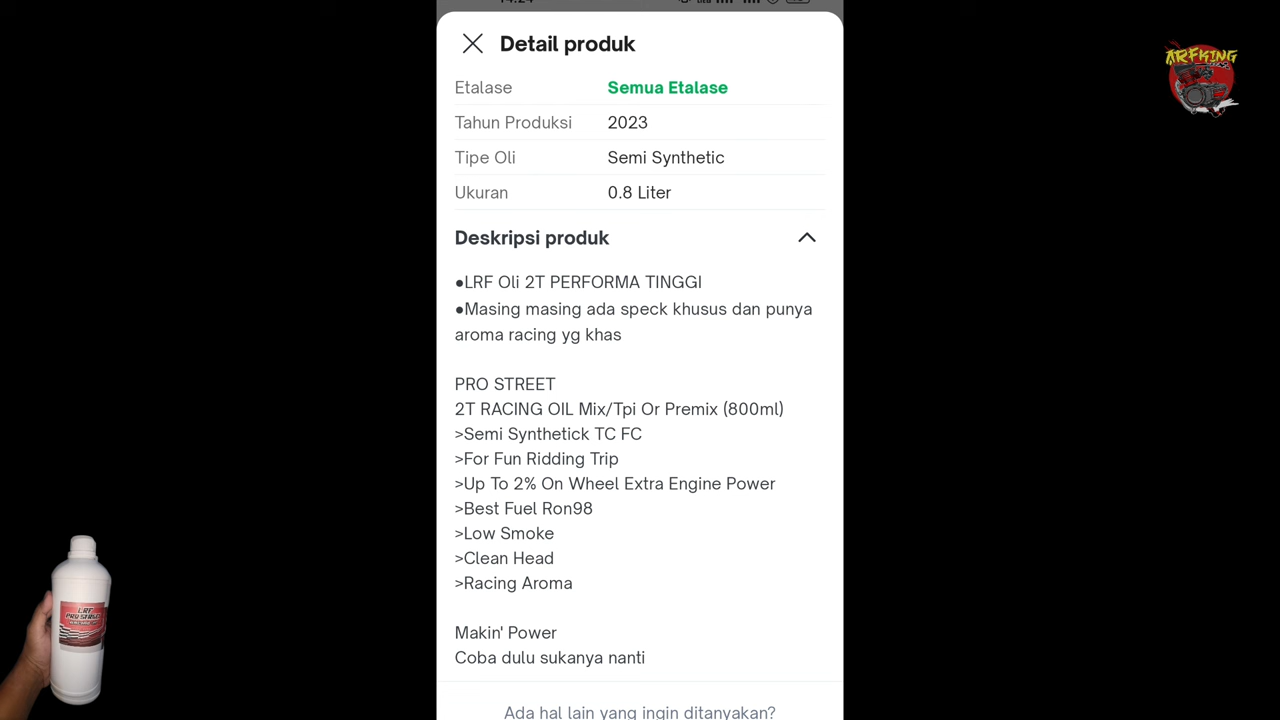 Detail produk
Etalase Semua Etalase
Tahun Produksi 2023
Tipe Oli Semi Synthetic
Ukuran 0.8 Liter
Deskripsi produk
●LRF Oli 2T PERFORMA TINGGI
●Masing masing ada speck khusus dan punya
aroma racing yg khas
PRO STREET
2T RACING OIL Mix/Tpi Or Premix (800ml)
>Semi Synthetick TC FC
>For Fun Ridding Trip
>Up To 2% On Wheel Extra Engine Power
>Best Fuel Ron98
>Low Smoke
>Clean Head
>Racing Aroma
Makin' Power
Coba dulu sukanya nanti
Ada hal lain yang ingin ditanyakan?
ARFKING
LRF